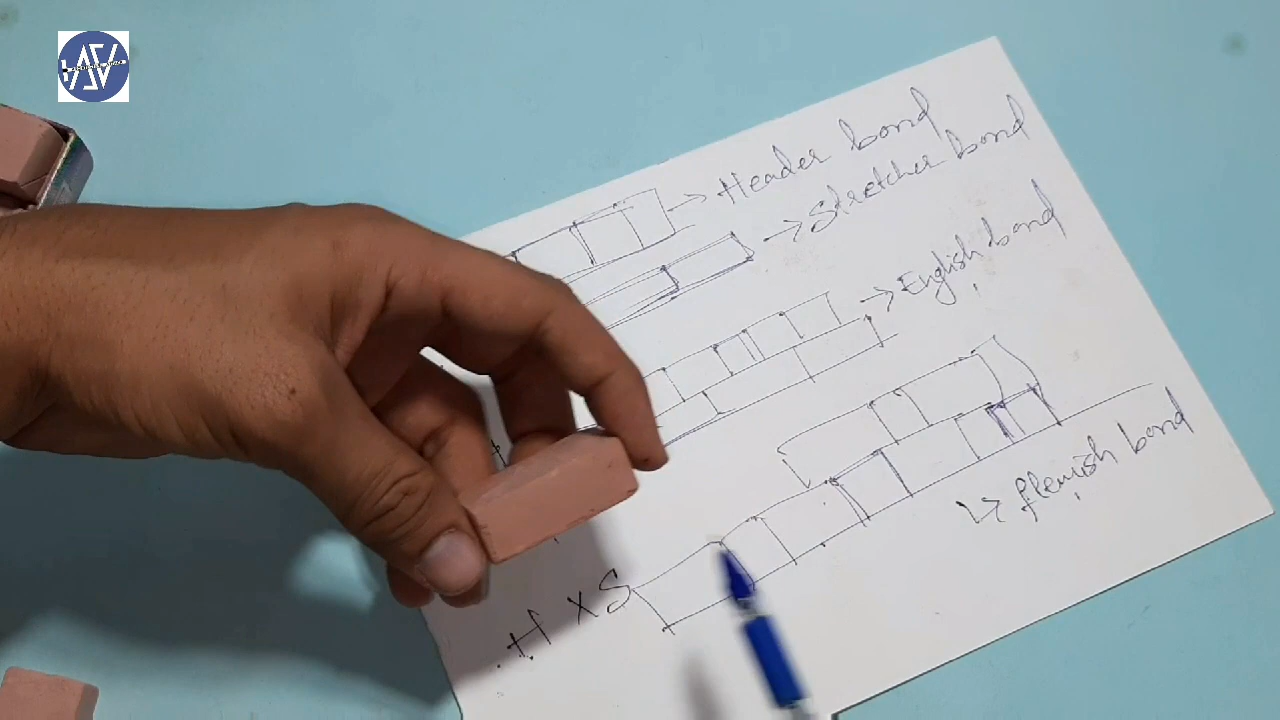 → Header bond
→ Stretcher bond
→ English bond
↳ flemish bond
H X S